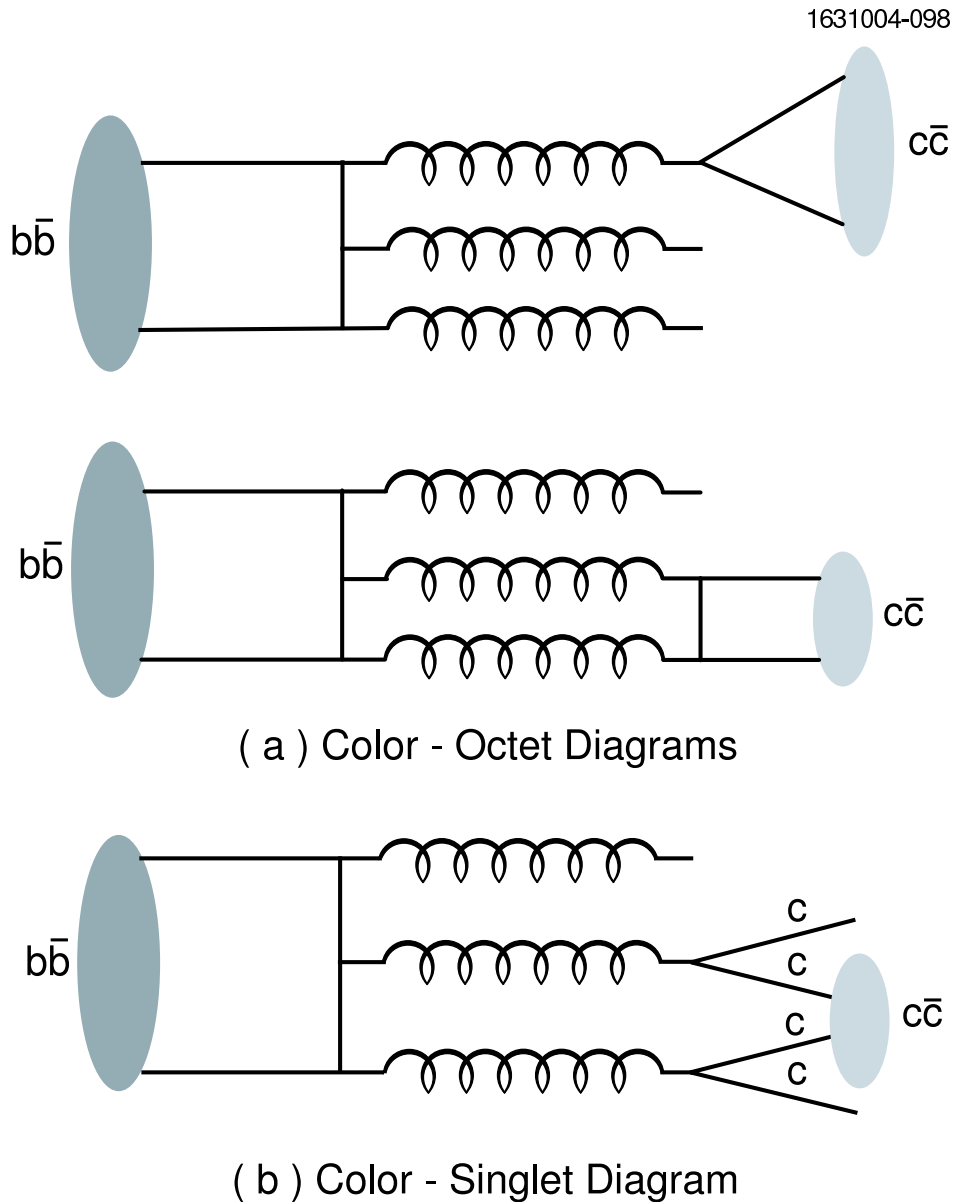 1631004-098
cc̄
bb̄
bb̄
cc̄
( a ) Color - Octet Diagrams
c
c
bb̄
cc̄
c
c
( b ) Color - Singlet Diagram